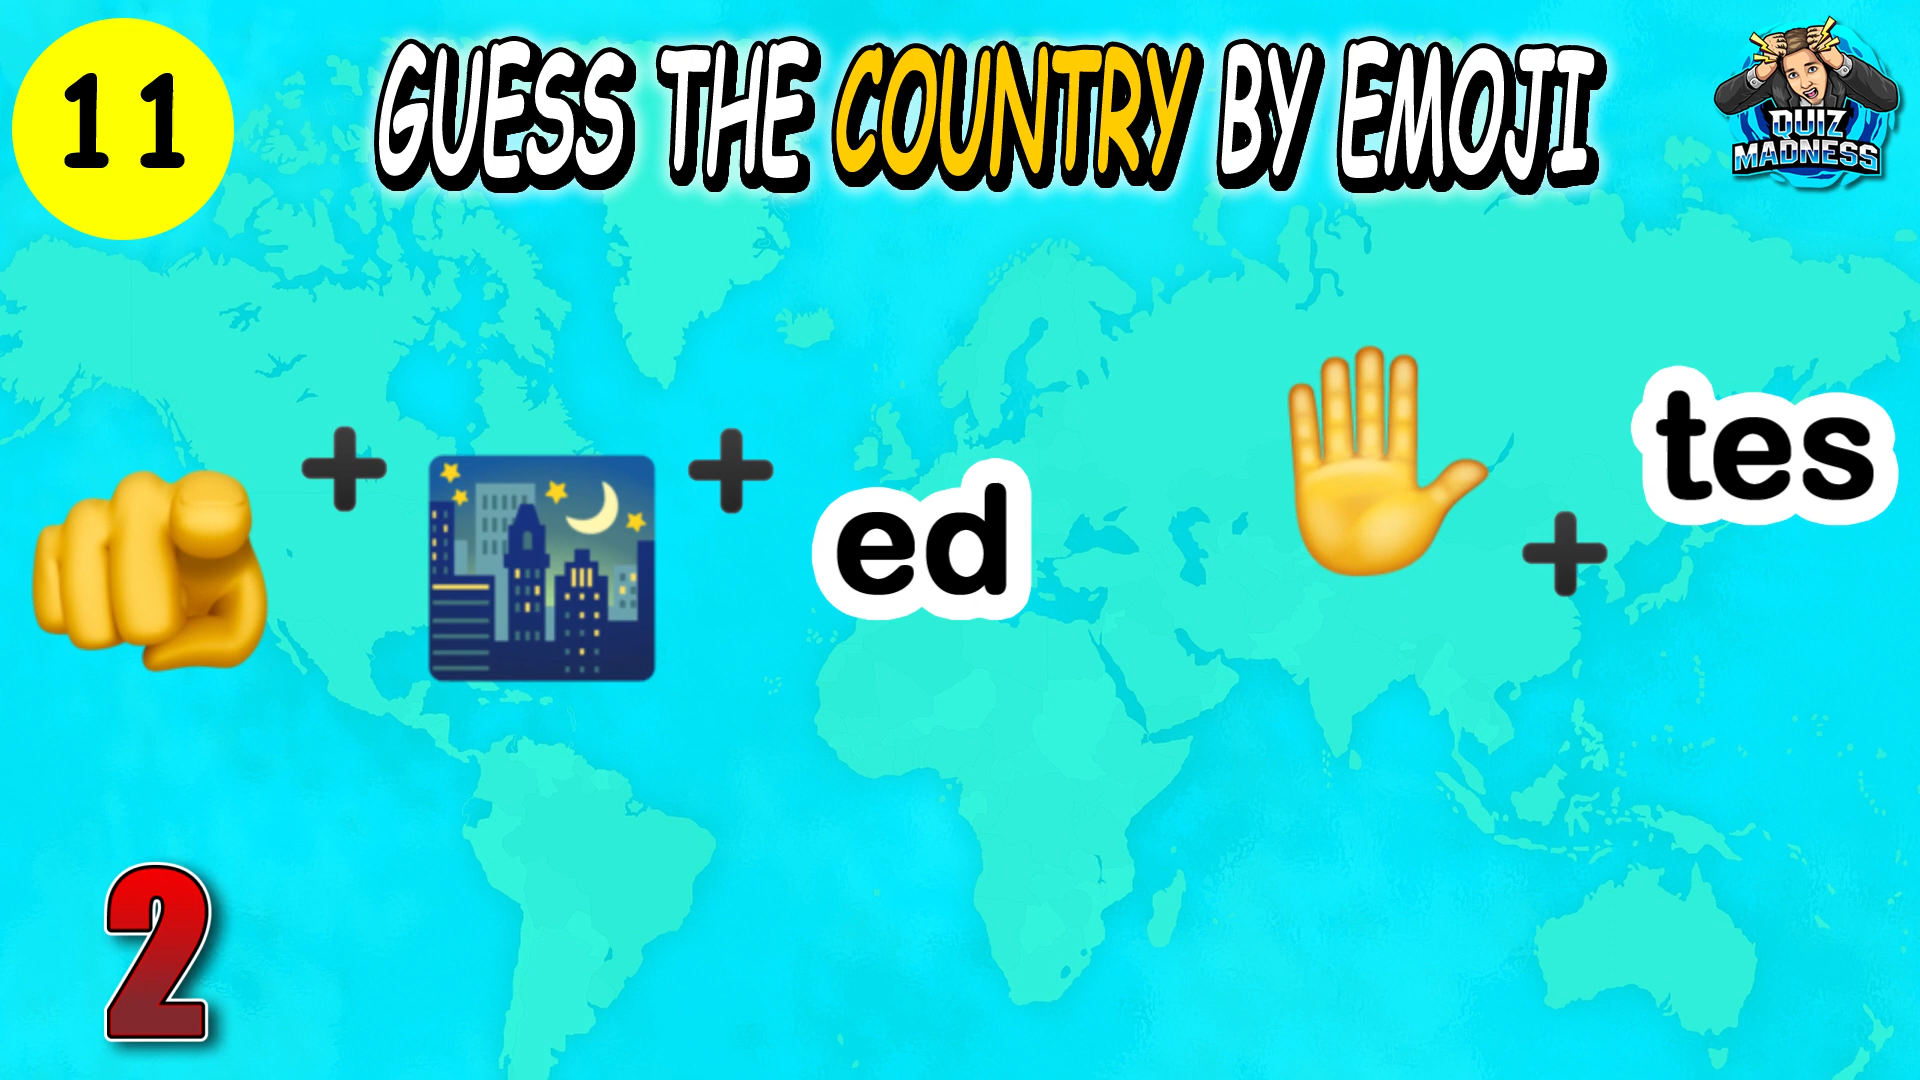 11
GUESS THE COUNTRY BY EMOJI
QUIZ
MADNESS
+ + ed + tes
2